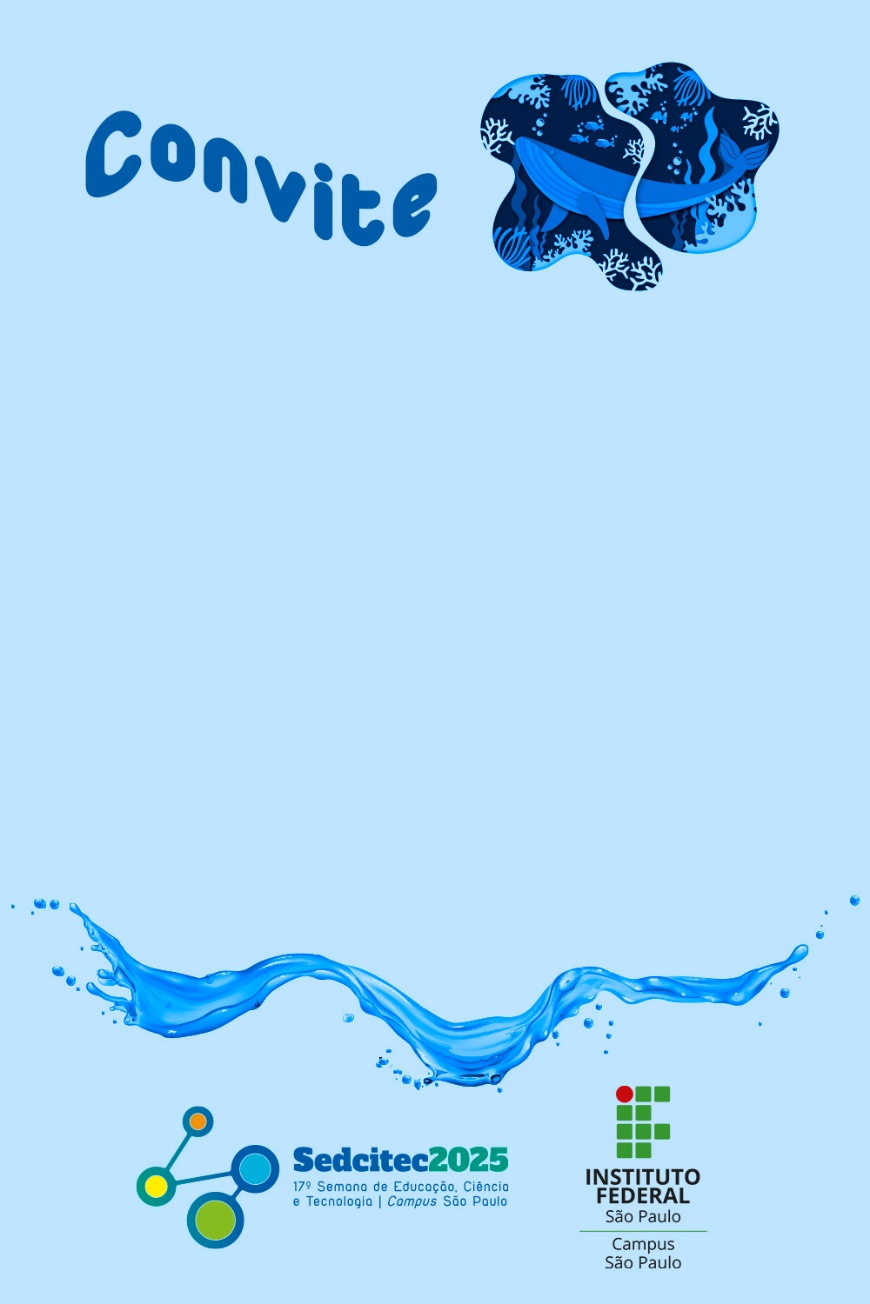 Convite
Sedcitec2025
17º Semana de Educação, Ciência
e Tecnologia | Campus São Paulo
INSTITUTO
FEDERAL
São Paulo
Campus
São Paulo